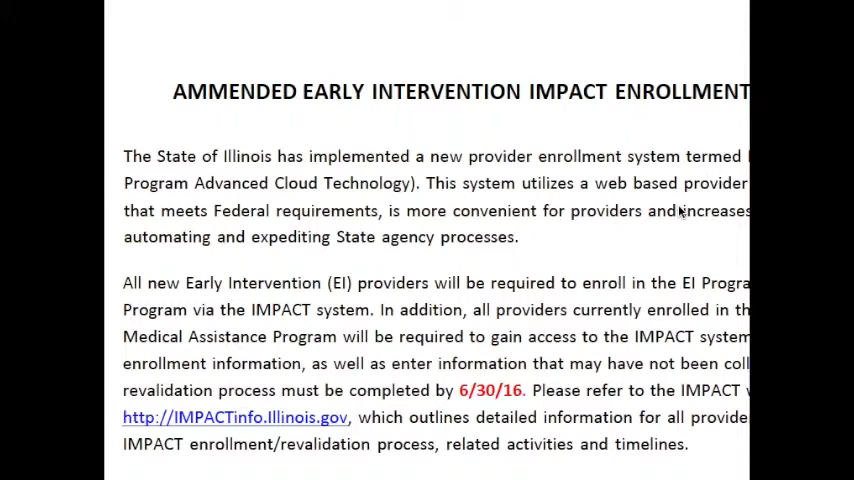 AMMENDED EARLY INTERVENTION IMPACT ENROLLMENT
The State of Illinois has implemented a new provider enrollment system termed
Program Advanced Cloud Technology). This system utilizes a web based provider
that meets Federal requirements, is more convenient for providers and increases
automating and expediting State agency processes.
All new Early Intervention (EI) providers will be required to enroll in the EI
Program via the IMPACT system. In addition, all providers currently enrolled in
Medical Assistance Program will be required to gain access to the IMPACT system
enrollment information, as well as enter information that may have not been
revalidation process must be completed by 6/30/16. Please refer to the IMPACT
http://IMPACTinfo.Illinois.gov, which outlines detailed information for all
IMPACT enrollment/revalidation process, related activities and timelines.